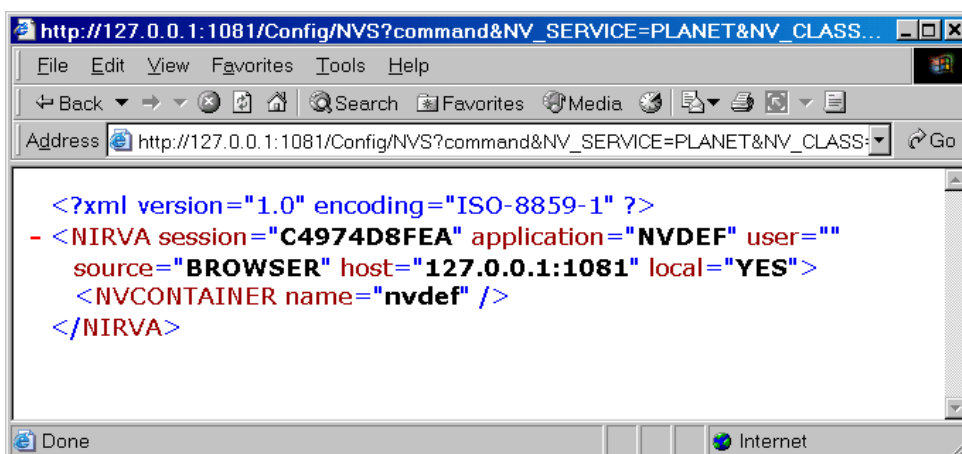 http://127.0.0.1:1081/Config/NVS?command&NV_SERVICE=PLANET&NV_CLASS...
File Edit View Favorites Tools Help
Back Search Favorites Media
Address http://127.0.0.1:1081/Config/NVS?command&NV_SERVICE=PLANET&NV_CLASS= Go
<?xml version="1.0" encoding="ISO-8859-1" ?>
- <NIRVA session="C4974D8FEA" application="NVDEF" user=""
source="BROWSER" host="127.0.0.1:1081" local="YES">
<NVCONTAINER name="nvdef" />
</NIRVA>
Done Internet